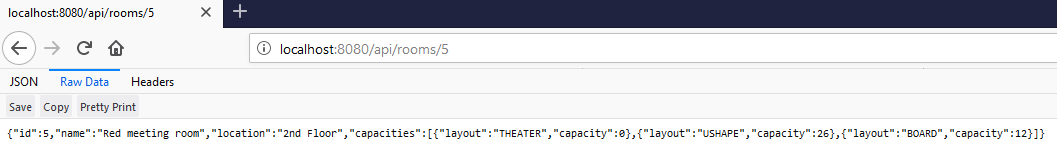 localhost:8080/api/rooms/5
localhost:8080/api/rooms/5
JSON Raw Data Headers
Save Copy Pretty Print
{"id":5,"name":"Red meeting room","location":"2nd Floor","capacities":[{"layout":"THEATER","capacity":0},{"layout":"USHAPE","capacity":26},{"layout":"BOARD","capacity":12}]}